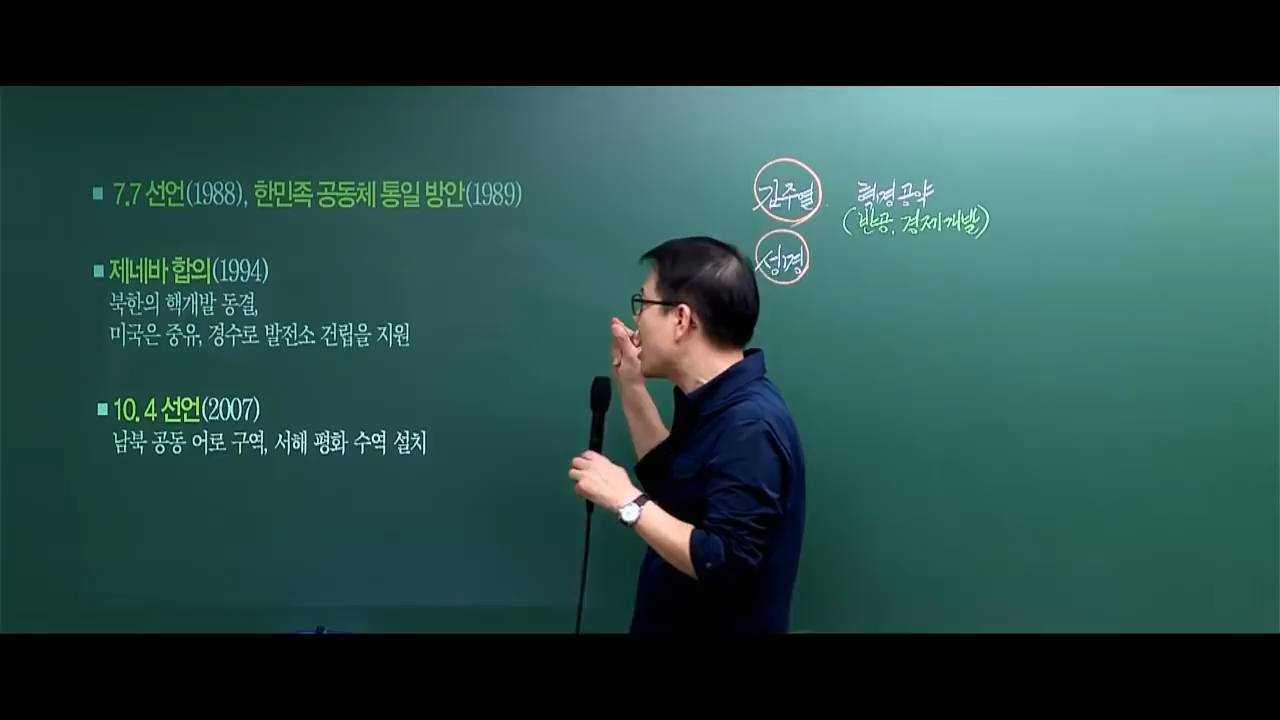 ■ 7.7 선언(1988), 한민족 공동체 통일 방안(1989)
■ 제네바 합의(1994)
북한의 핵개발 동결,
미국은 중유, 경수로 발전소 건립을 지원
■ 10. 4 선언(2007)
남북 공동 어로 구역, 서해 평화 수역 설치
김주열
성경
혁명공약
(반공, 경제개발)